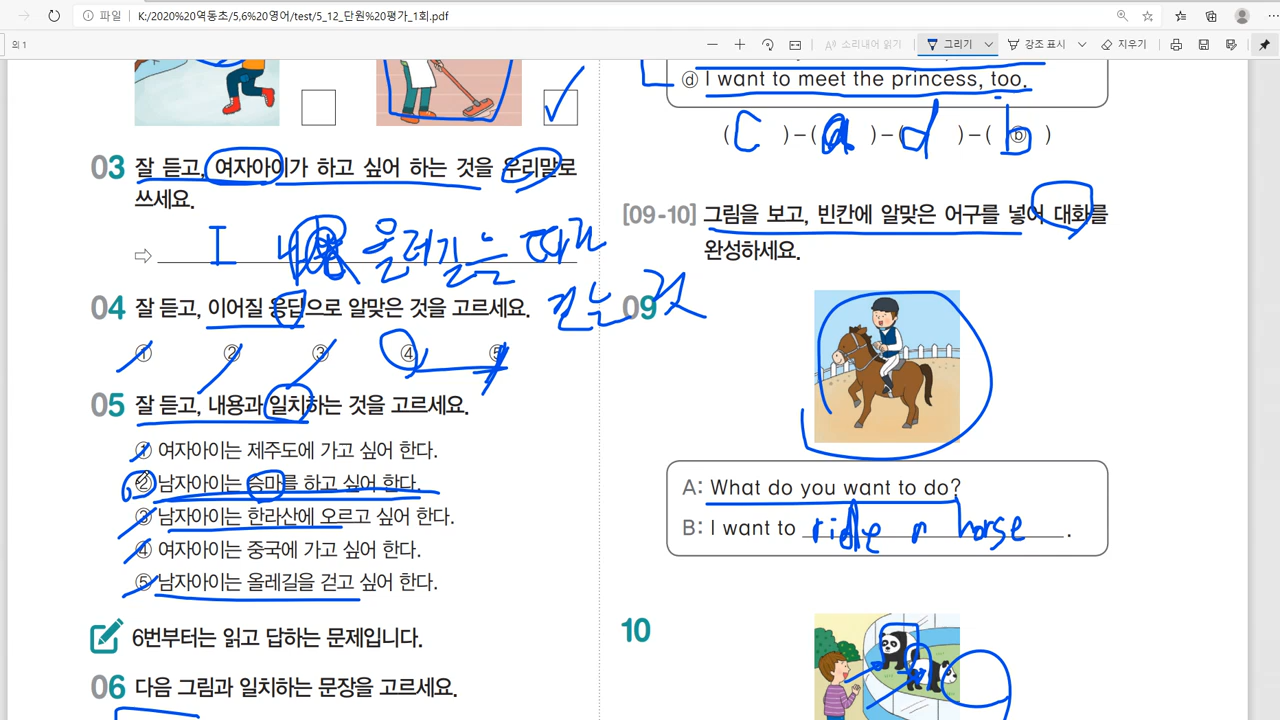 파일 K:/2020%20역동초/5,6%20영어/test/5_12_단원%20평가_1회.pdf
의 1
소리내어 읽기 그리기 강조 표시 지우기
03 잘 듣고, 여자아이가 하고 싶어 하는 것을 우리말로
쓰세요.
⇨ 올레길을 따라
걷는 것
04 잘 듣고, 이어질 응답으로 알맞은 것을 고르세요.
① ② ③ ④ ⑤
05 잘 듣고, 내용과 일치하는 것을 고르세요.
① 여자아이는 제주도에 가고 싶어 한다.
② 남자아이는 승마를 하고 싶어 한다.
③ 남자아이는 한라산에 오르고 싶어 한다.
④ 여자아이는 중국에 가고 싶어 한다.
⑤ 남자아이는 올레길을 걷고 싶어 한다.
6번부터는 읽고 답하는 문제입니다.
06 다음 그림과 일치하는 문장을 고르세요.
ⓓ I want to meet the princess, too.
( c )–( a )–( d )–( b )
[09-10] 그림을 보고, 빈칸에 알맞은 어구를 넣어 대화를
완성하세요.
09
A: What do you want to do?
B: I want to ride a horse.
10